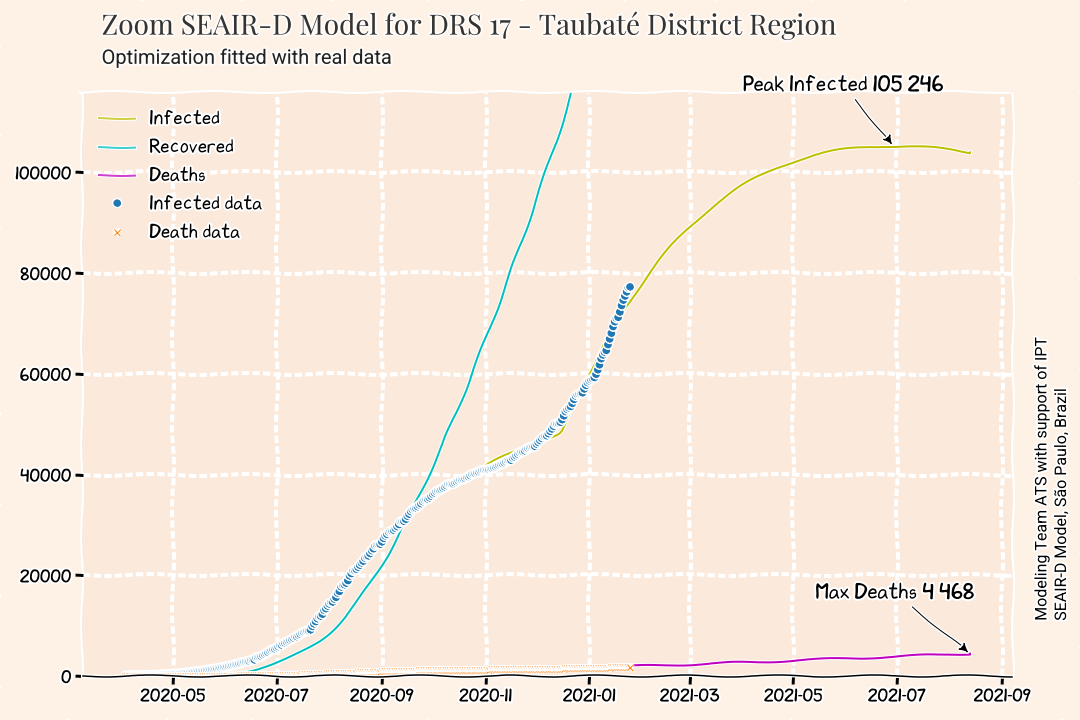 Zoom SEAIR-D Model for DRS 17 - Taubaté District Region
Optimization fitted with real data
Peak Infected 105 246
Infected
Recovered
Deaths
Infected data
Death data
100000
80000
60000
40000
20000
0
Max Deaths 4 468
2020-05
2020-07
2020-09
2020-11
2021-01
2021-03
2021-05
2021-07
2021-09
Modeling Team ATS with support of IPT
SEAIR-D Model, São Paulo, Brazil